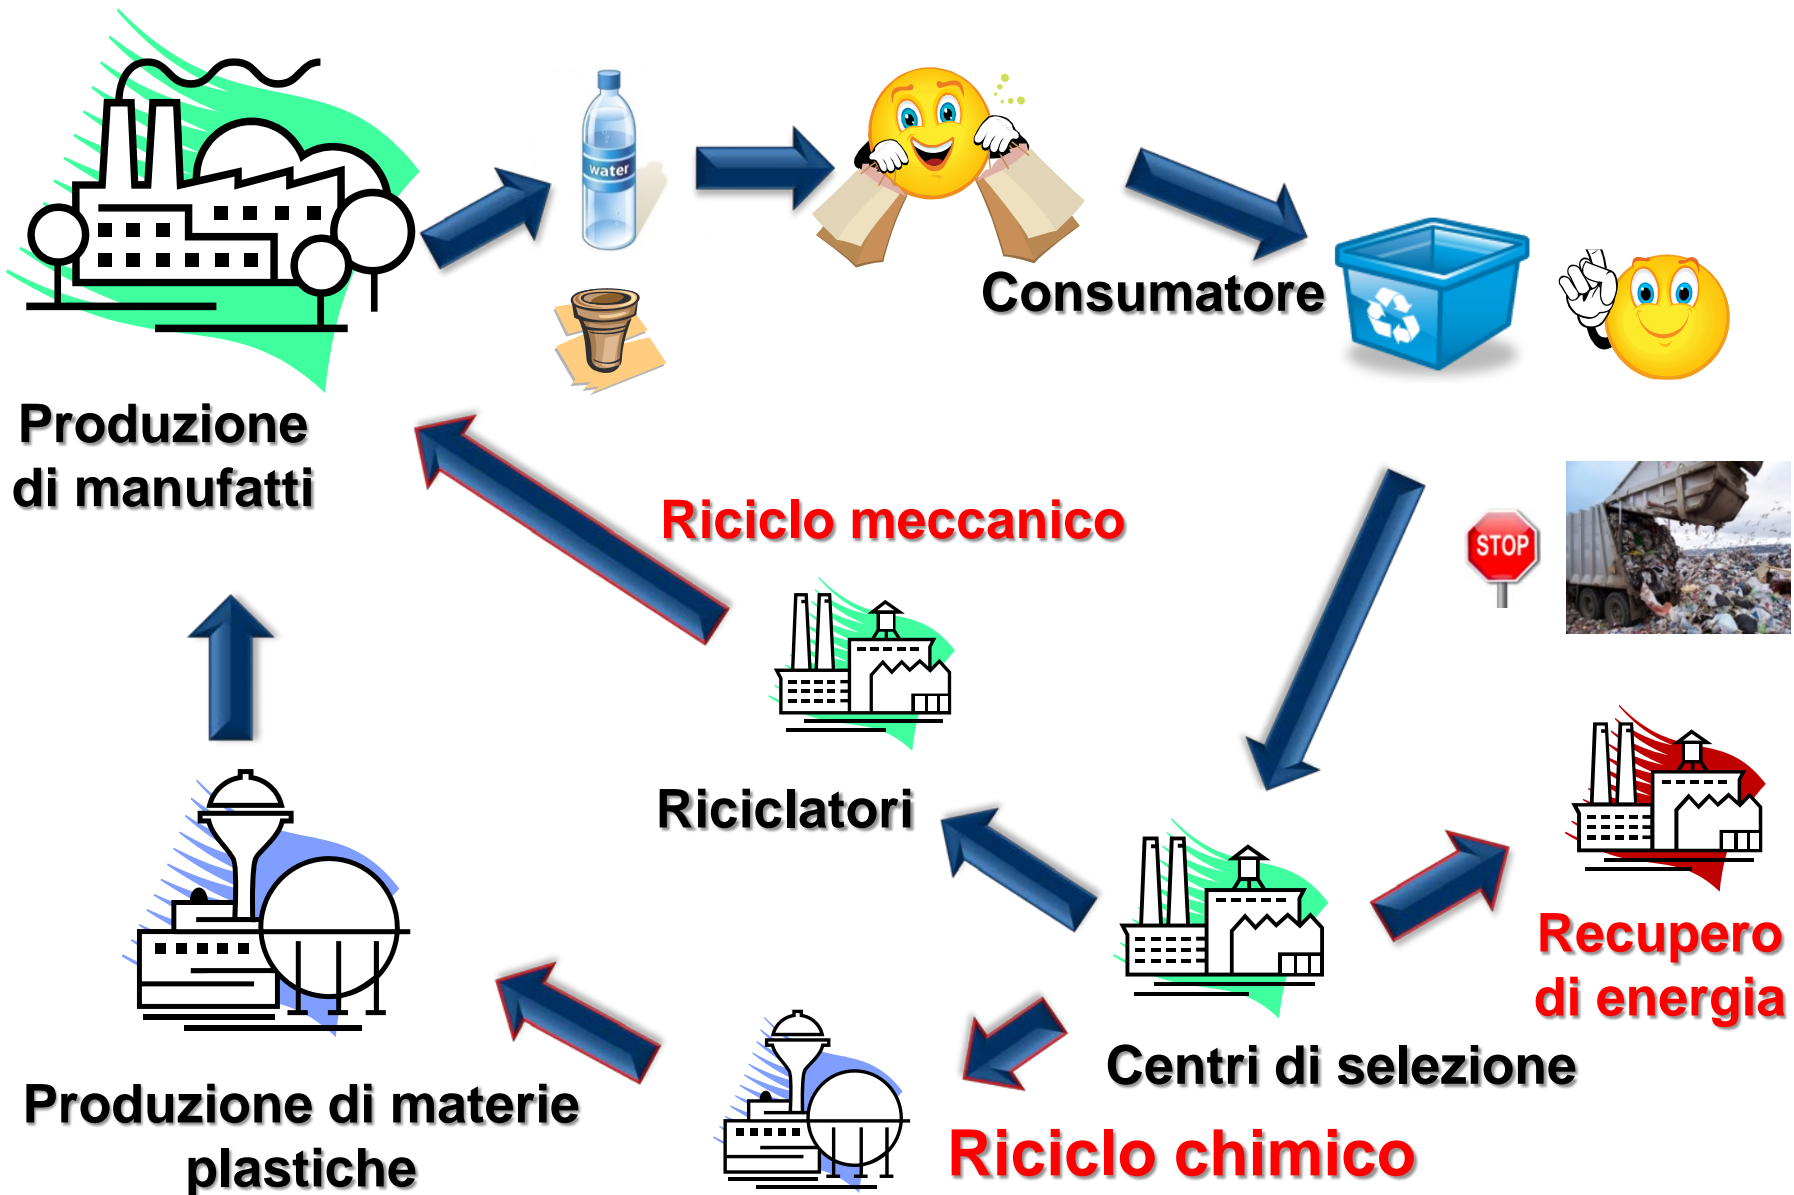 water
Consumatore
Produzione
di manufatti
Riciclo meccanico
STOP
Riciclatori
Recupero
di energia
Centri di selezione
Produzione di materie
plastiche
Riciclo chimico